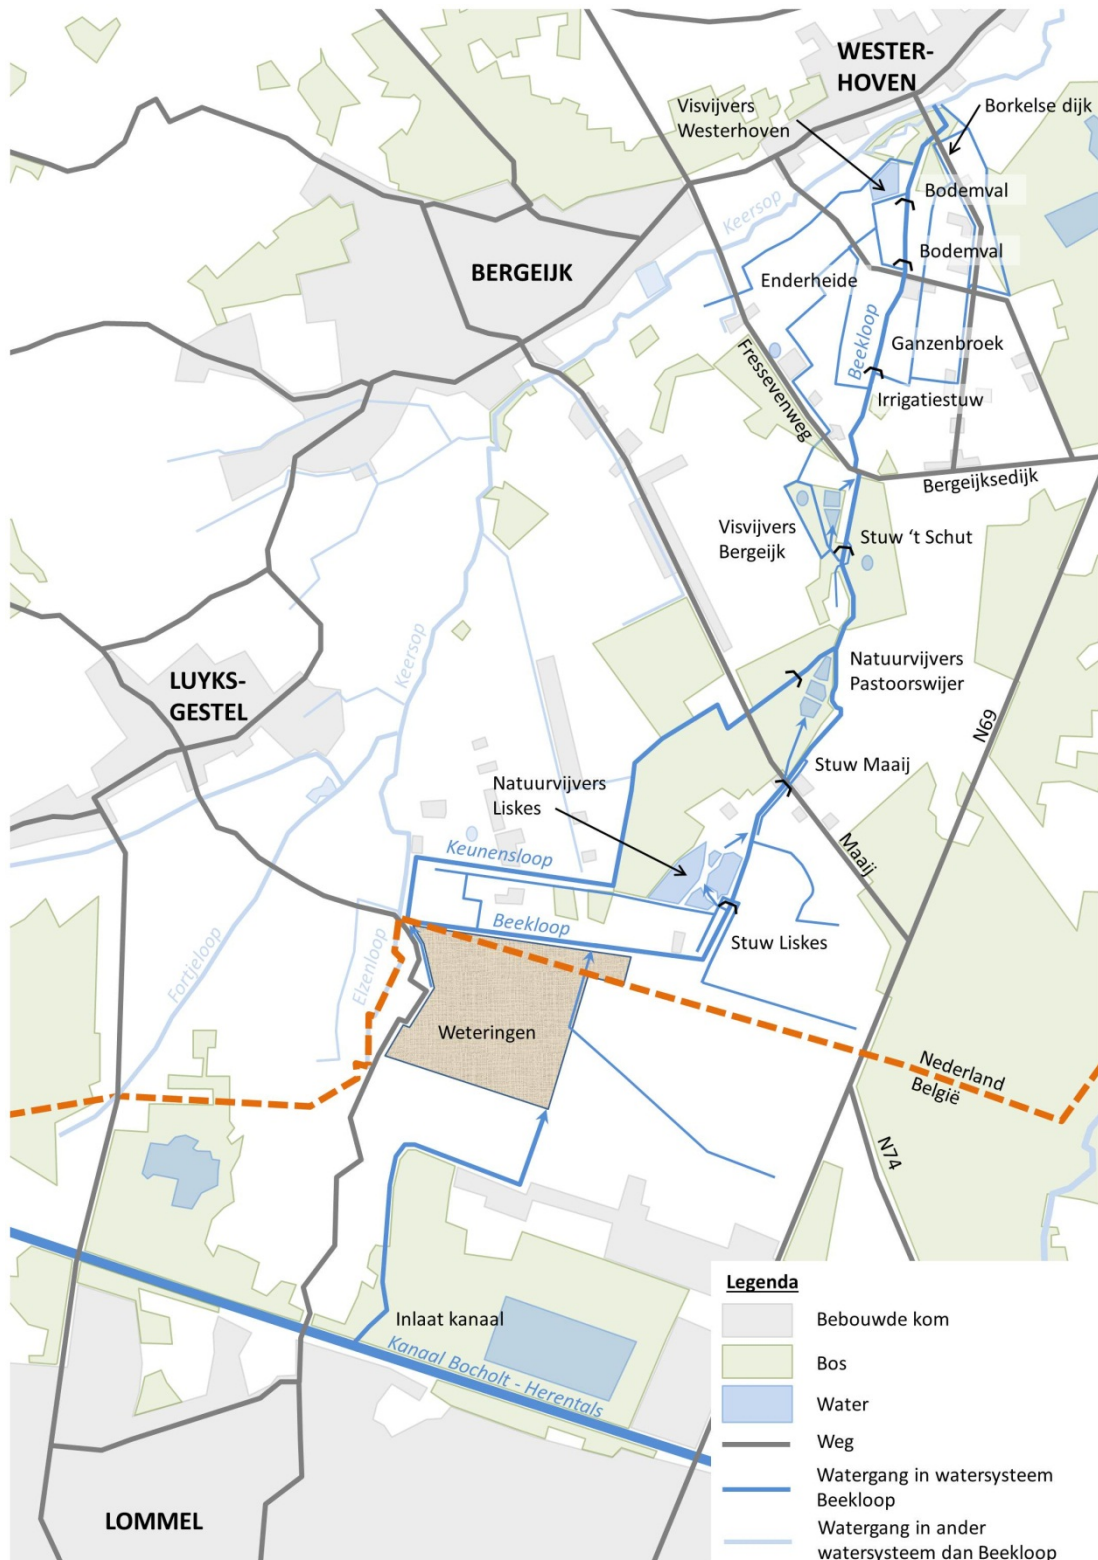 WESTER-
HOVEN
Visvijvers
Westerhoven
Borkelse dijk
Bodemval
Keersop
Bodemval
BERGEIJK
Enderheide
Beekloop
Ganzenbroek
Fressevenweg
Irrigatiestuw
Bergeijksedijk
Visvijvers
Bergeijk
Stuw ‘t Schut
Keersop
Natuurvijvers
Pastoorswijer
LUYKS-
GESTEL
N69
Stuw Maaij
Natuurvijvers
Liskes
Maaij
Keunensloop
Beekloop
Stuw Liskes
Fortjeloop
Elzenloop
Weteringen
Nederland
België
N74
Inlaat kanaal
Kanaal Bocholt - Herentals
LOMMEL
Legenda
Bebouwde kom
Bos
Water
Weg
Watergang in watersysteem
Beekloop
Watergang in ander
watersysteem dan Beekloop